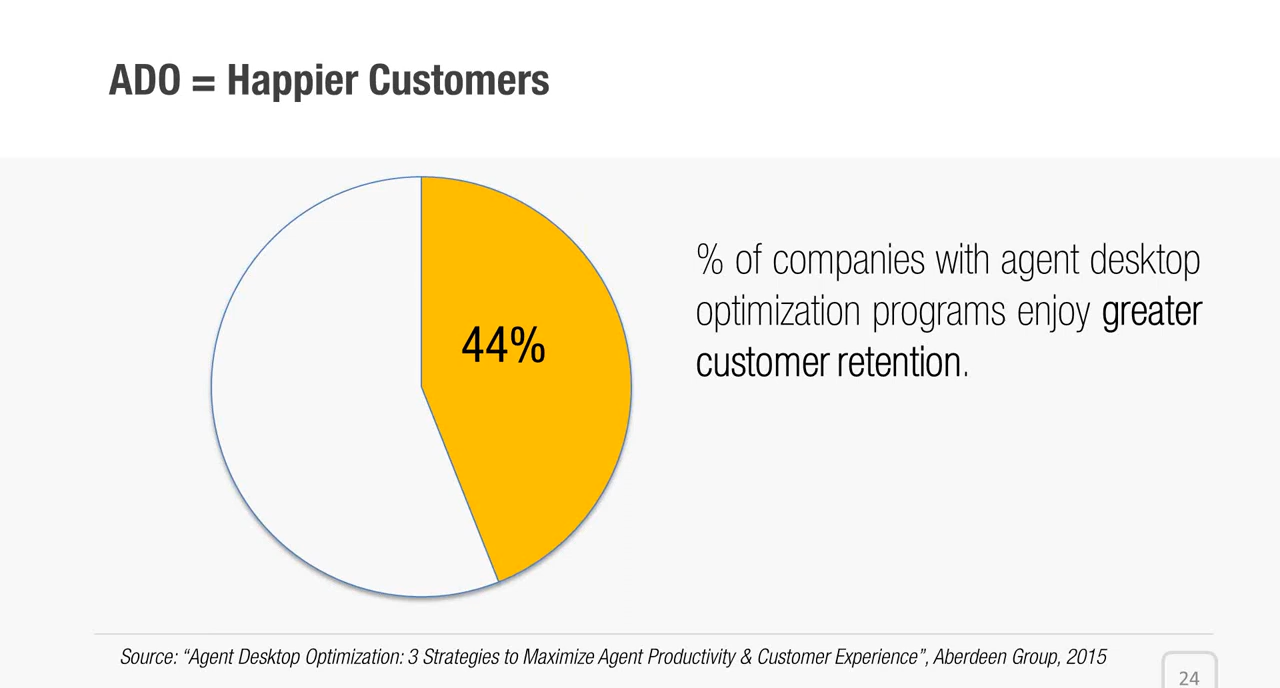 ADO = Happier Customers
44%
% of companies with agent desktop
optimization programs enjoy greater
customer retention.
Source: “Agent Desktop Optimization: 3 Strategies to Maximize Agent Productivity & Customer Experience”, Aberdeen Group, 2015
24